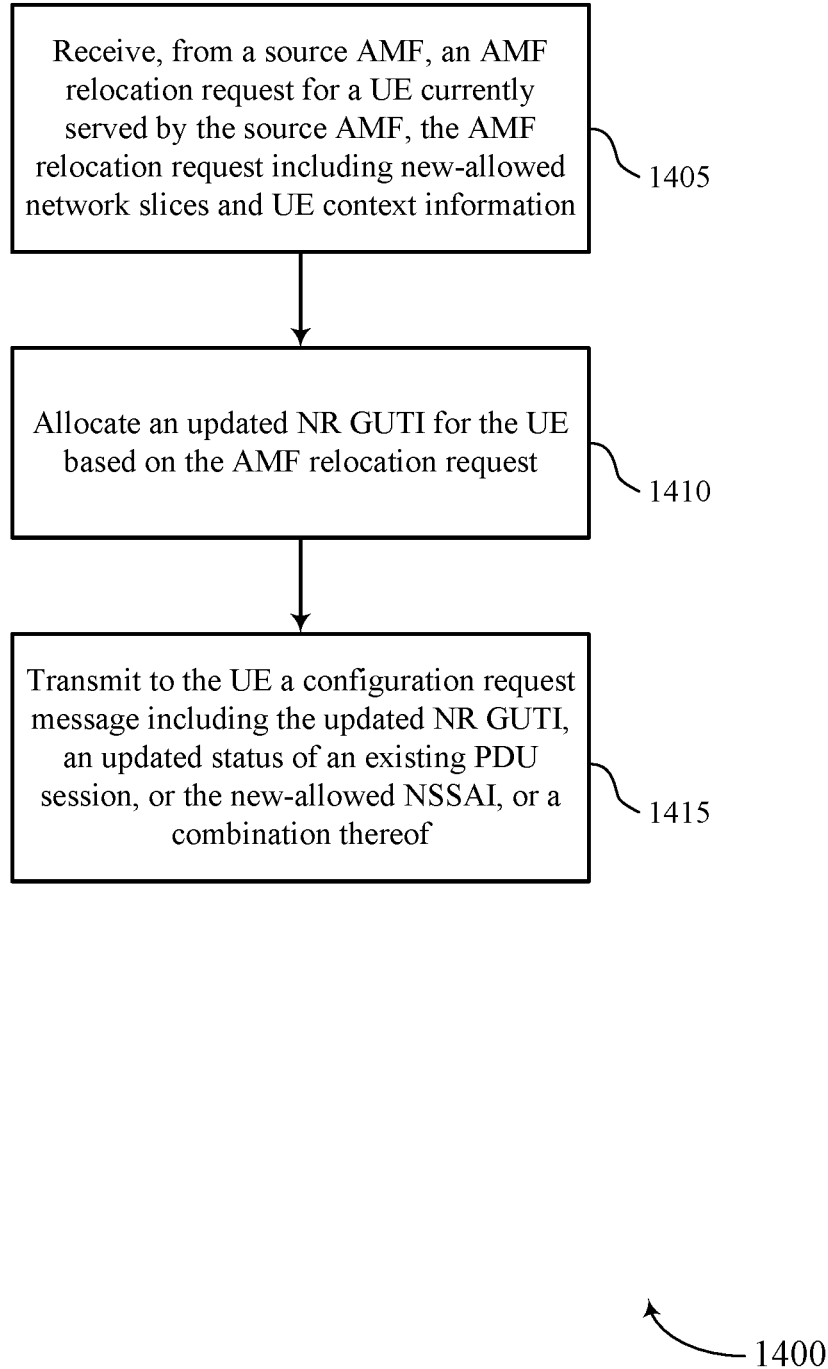 Receive, from a source AMF, an AMF
relocation request for a UE currently
served by the source AMF, the AMF
relocation request including new-allowed
network slices and UE context information
1405
Allocate an updated NR GUTI for the UE
based on the AMF relocation request
1410
Transmit to the UE a configuration request
message including the updated NR GUTI,
an updated status of an existing PDU
session, or the new-allowed NSSAI, or a
combination thereof
1415
1400